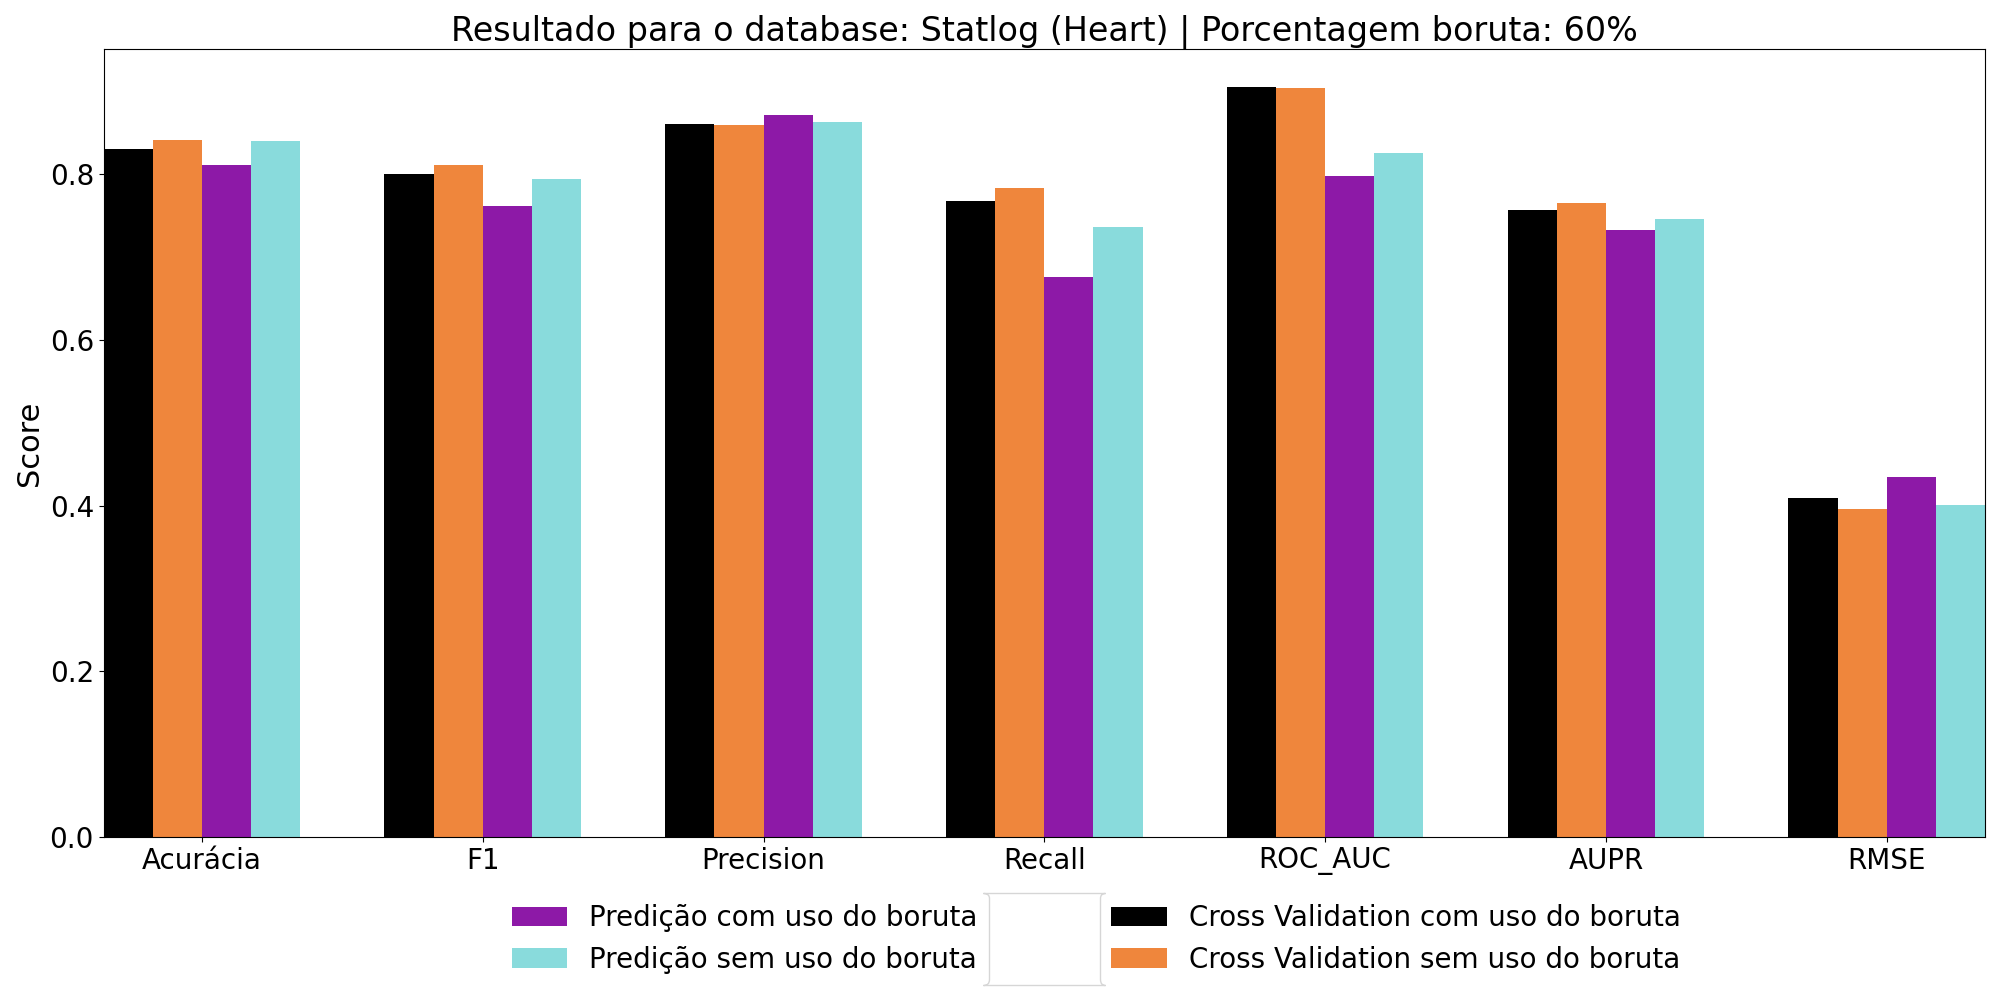 Resultado para o database: Statlog (Heart) | Porcentagem boruta: 60%
Score
0.8
0.6
0.4
0.2
0.0
Acurácia
F1
Precision
Recall
ROC_AUC
AUPR
RMSE
Predição com uso do boruta
Predição sem uso do boruta
Cross Validation com uso do boruta
Cross Validation sem uso do boruta